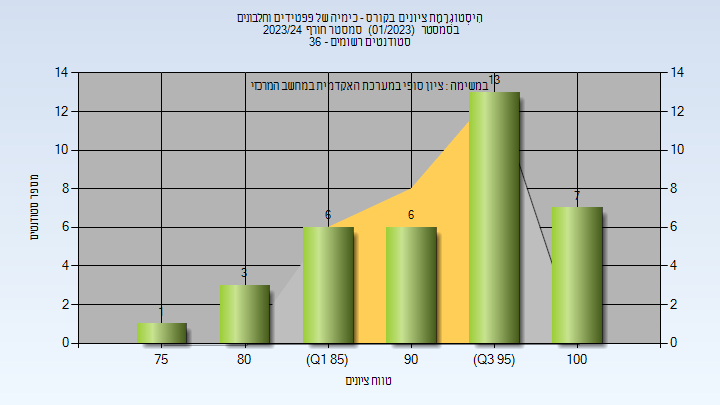 היסטוגרמת ציונים בקורס - כימיה של פפטידים וחלבונים
בסמסטר (01/2023) סמסטר חורף 2023/24
סטודנטים רשומים - 36
במשימה : ציון סופי במערכת האקדמית במחשב המרכזי
מספר סטודנטים
14 14
12 12
10 10
8 8
6 6
4 4
2 2
0 0
1 3 6 6 13 7
75 80 (Q1 85) 90 (Q3 95) 100
טווח ציונים